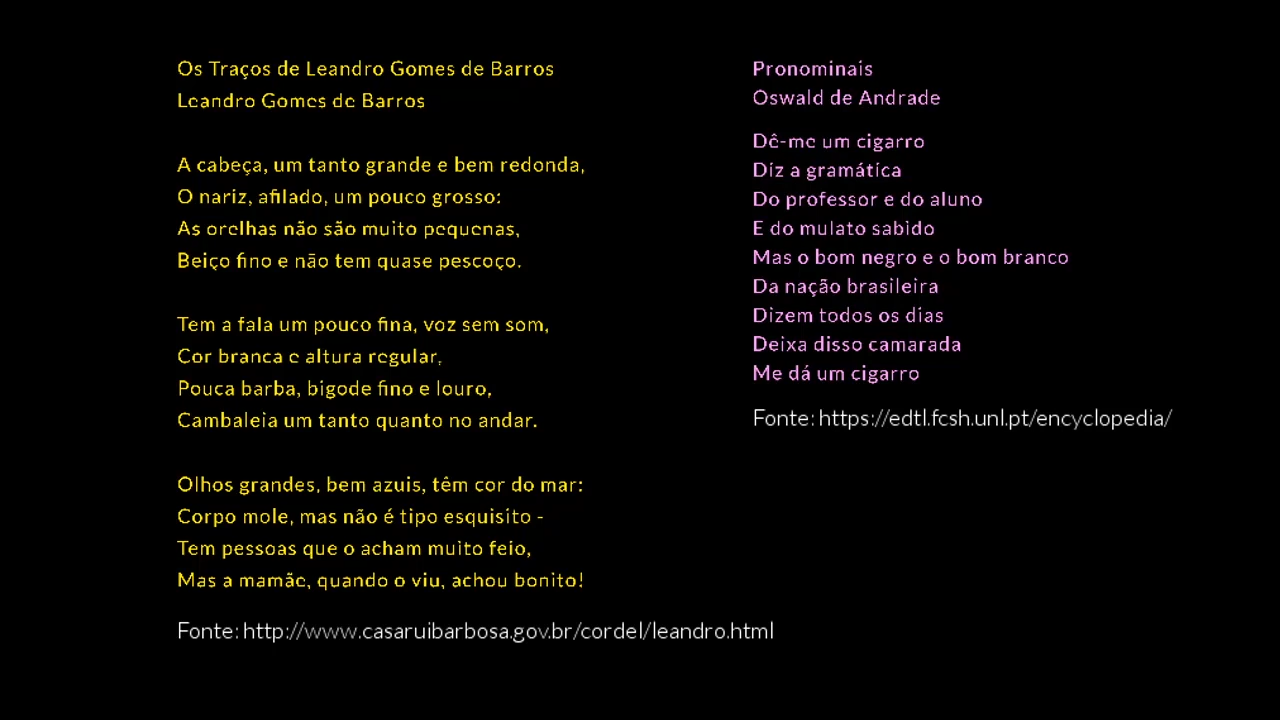 Os Traços de Leandro Gomes de Barros
Leandro Gomes de Barros
A cabeça, um tanto grande e bem redonda,
O nariz, afilado, um pouco grosso:
As orelhas não são muito pequenas,
Beiço fino e não tem quase pescoço.
Tem a fala um pouco fina, voz sem som,
Cor branca e altura regular,
Pouca barba, bigode fino e louro,
Cambaleia um tanto quanto no andar.
Olhos grandes, bem azuis, têm cor do mar:
Corpo mole, mas não é tipo esquisito -
Tem pessoas que o acham muito feio,
Mas a mamãe, quando o viu, achou bonito!
Fonte: http://www.casaruibarbosa.gov.br/cordel/leandro.html
Pronominais
Oswald de Andrade
Dê-me um cigarro
Diz a gramática
Do professor e do aluno
E do mulato sabido
Mas o bom negro e o bom branco
Da nação brasileira
Dizem todos os dias
Deixa disso camarada
Me dá um cigarro
Fonte: https://edtl.fcsh.unl.pt/encyclopedia/